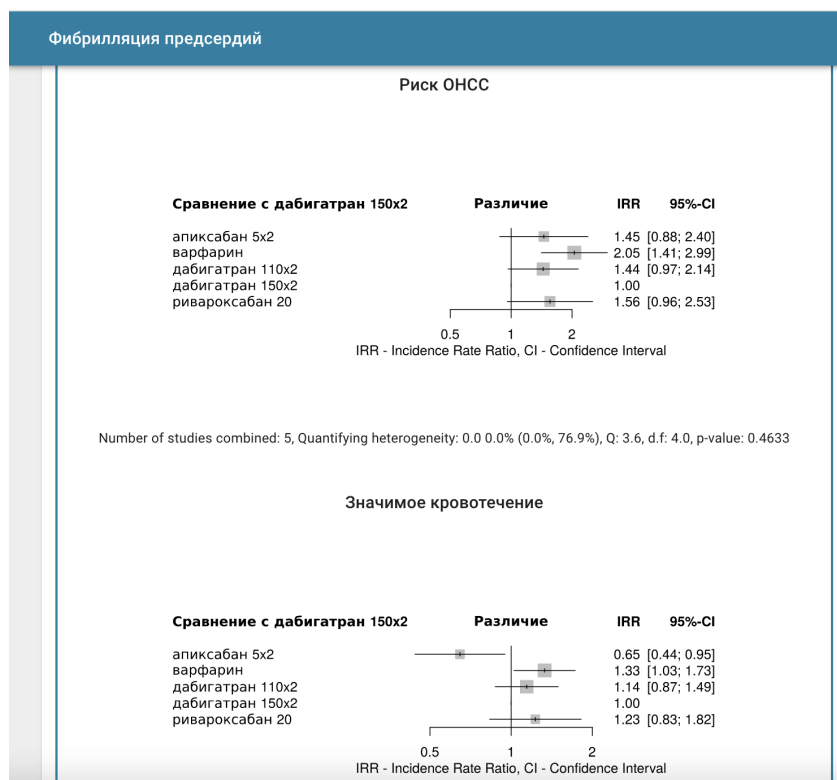 Фибрилляция предсердий
Риск ОНСС
Сравнение с дабигатран 150x2 Различие IRR 95%-CI
апиксабан 5x2 1.45 [0.88; 2.40]
варфарин 2.05 [1.41; 2.99]
дабигатран 110x2 1.44 [0.97; 2.14]
дабигатран 150x2 1.00
ривароксабан 20 1.56 [0.96; 2.53]
0.5 1 2
IRR - Incidence Rate Ratio, CI - Confidence Interval
Number of studies combined: 5, Quantifying heterogeneity: 0.0 0.0% (0.0%, 76.9%), Q: 3.6, d.f: 4.0, p-value: 0.4633
Значимое кровотечение
Сравнение с дабигатран 150x2 Различие IRR 95%-CI
апиксабан 5x2 0.65 [0.44; 0.95]
варфарин 1.33 [1.03; 1.73]
дабигатран 110x2 1.14 [0.87; 1.49]
дабигатран 150x2 1.00
ривароксабан 20 1.23 [0.83; 1.82]
0.5 1 2
IRR - Incidence Rate Ratio, CI - Confidence Interval